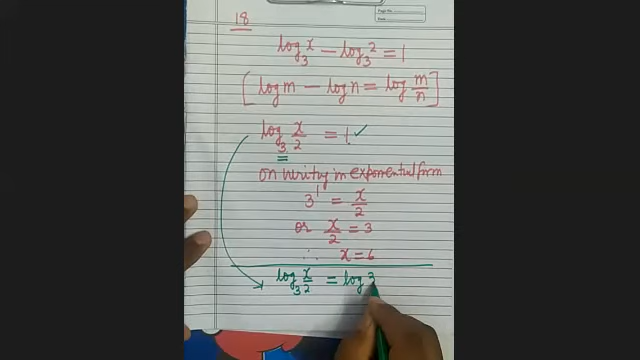 18
log₃ x − log₃ 2 = 1
[log m − log n = log m/n]
log₃ x/2 = 1 ✓
on writing in exponential form
3¹ = x/2
or x/2 = 3
∴ x = 6
log₃ x/2 = log 3